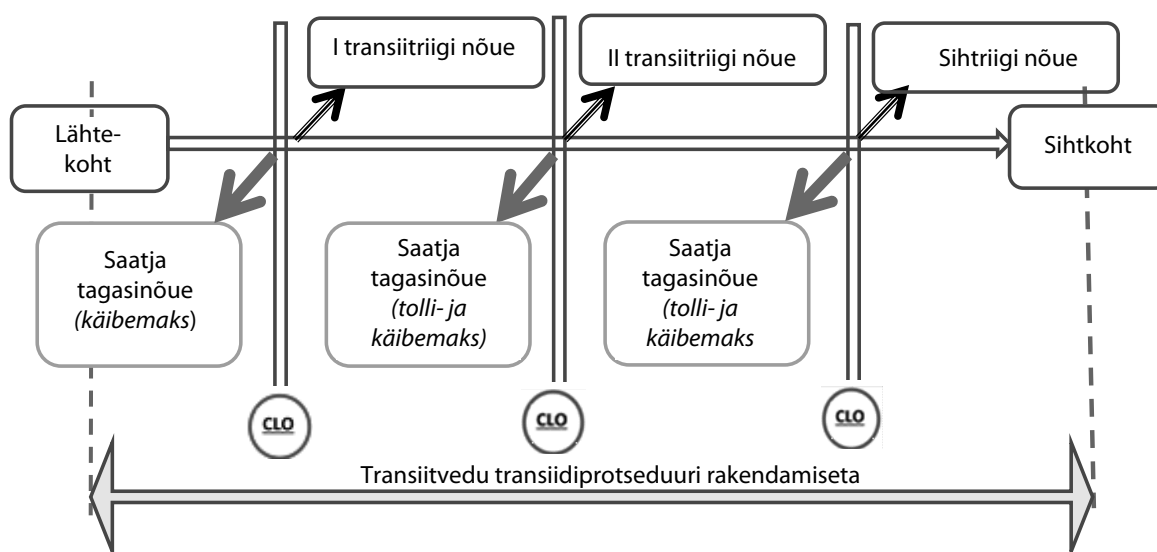 I transiitriigi nõue
II transiitriigi nõue
Sihtriigi nõue
Lähte-
koht
Sihtkoht
Saatja
tagasinõue
(käibemaks)
Saatja
tagasinõue
(tolli- ja
käibemaks)
Saatja
tagasinõue
(tolli- ja
käibemaks
CLO
CLO
CLO
Transiitvedu transiidiprotseduuri rakendamiseta